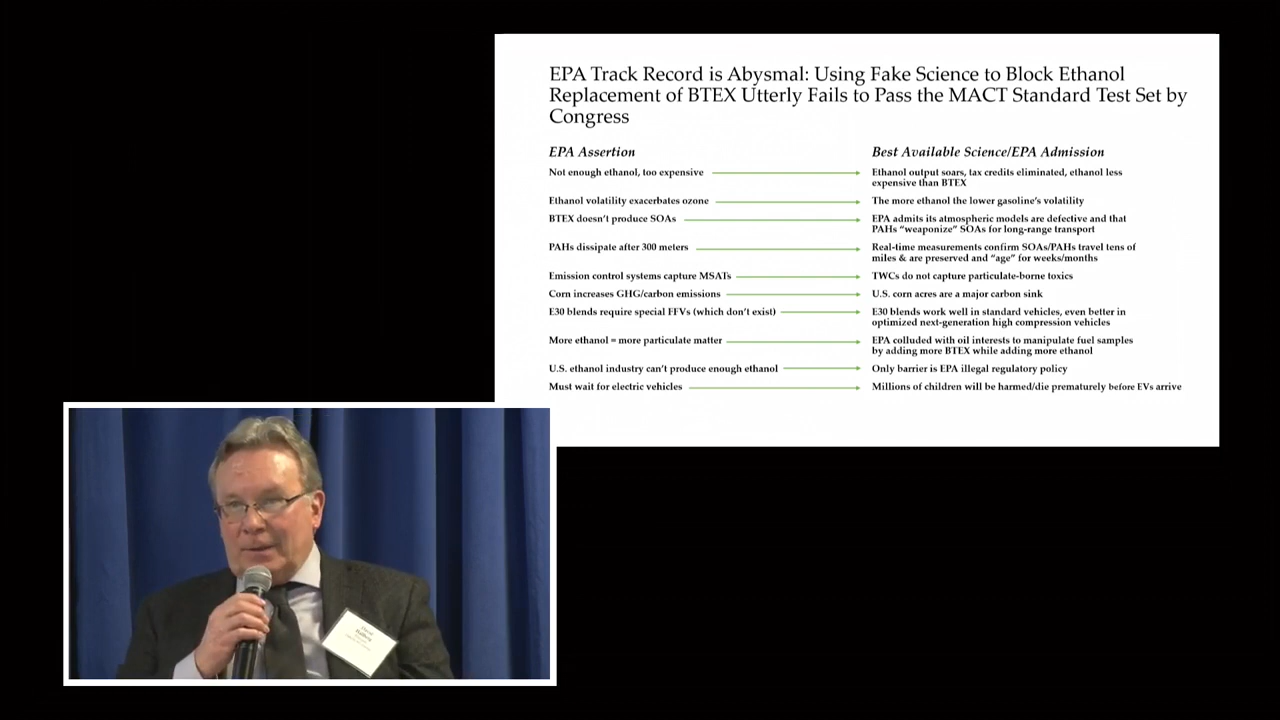 EPA Track Record is Abysmal: Using Fake Science to Block Ethanol
Replacement of BTEX Utterly Fails to Pass the MACT Standard Test Set by
Congress
EPA Assertion
Best Available Science/EPA Admission
Not enough ethanol, too expensive
Ethanol output soars, tax credits eliminated, ethanol less
expensive than BTEX
Ethanol volatility exacerbates ozone
The more ethanol the lower gasoline's volatility
BTEX doesn't produce SOAs
EPA admits its atmospheric models are defective and that
PAHs “weaponize” SOAs for long-range transport
PAHs dissipate after 300 meters
Real-time measurements confirm SOAs/PAHs travel tens of
miles & are preserved and “age” for weeks/months
Emission control systems capture MSATs
TWCs do not capture particulate-borne toxics
Corn increases GHG/carbon emissions
U.S. corn acres are a major carbon sink
E30 blends require special FFVs (which don't exist)
E30 blends work well in standard vehicles, even better in
optimized next-generation high compression vehicles
More ethanol = more particulate matter
EPA colluded with oil interests to manipulate fuel samples
by adding more BTEX while adding more ethanol
U.S. ethanol industry can't produce enough ethanol
Only barrier is EPA illegal regulatory policy
Must wait for electric vehicles
Millions of children will be harmed/die prematurely before EVs arrive